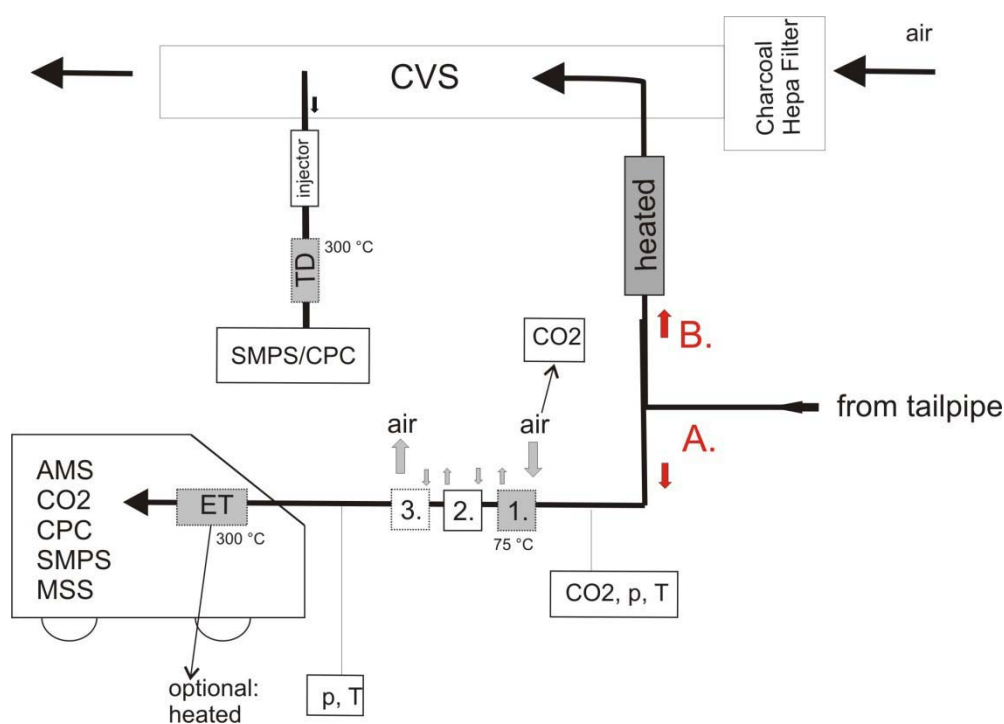 air
CVS
Charcoal
Hepa Filter
injector
heated
300 °C
TD
SMPS/CPC
CO2
B.
from tailpipe
A.
air
air
AMS
CO2
CPC
SMPS
MSS
ET
300 °C
3.
2.
1.
75 °C
CO2, p, T
optional:
heated
p, T